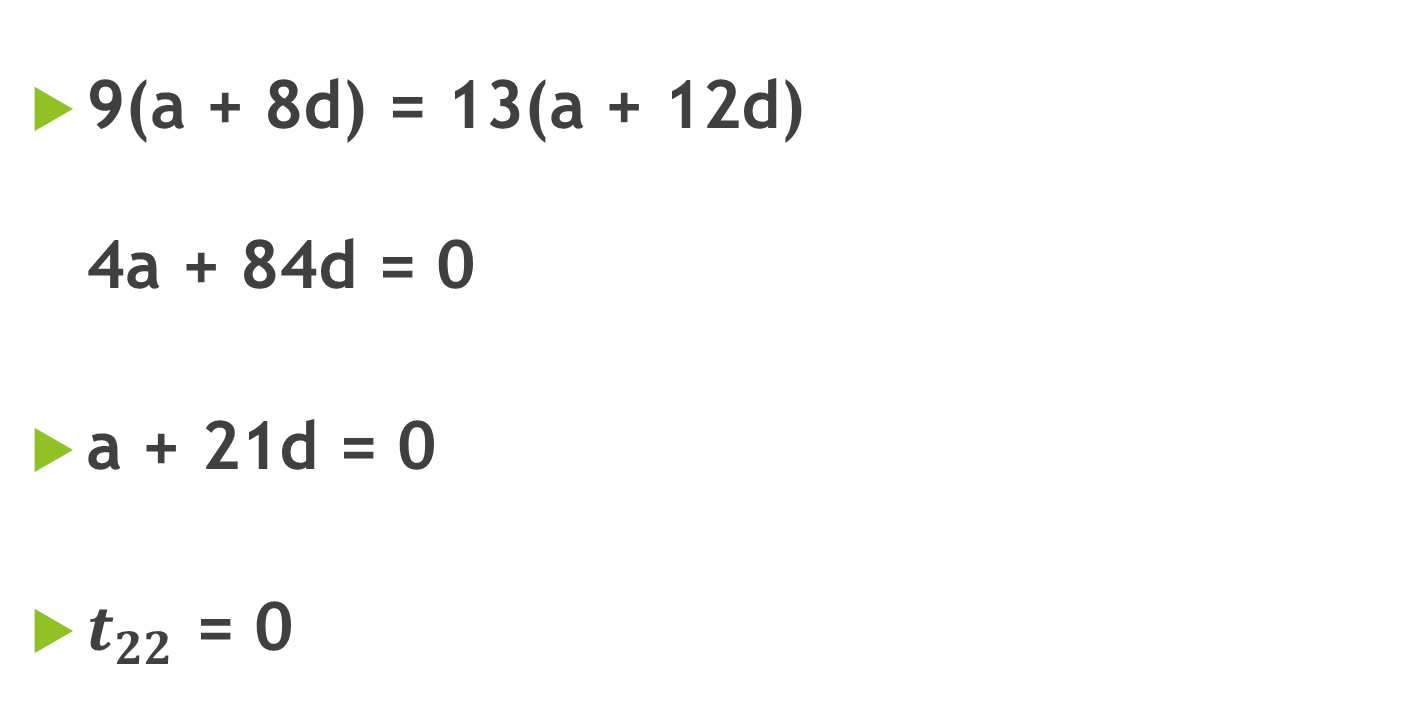 9(a + 8d) = 13(a + 12d)
4a + 84d = 0
a + 21d = 0
t₂₂ = 0